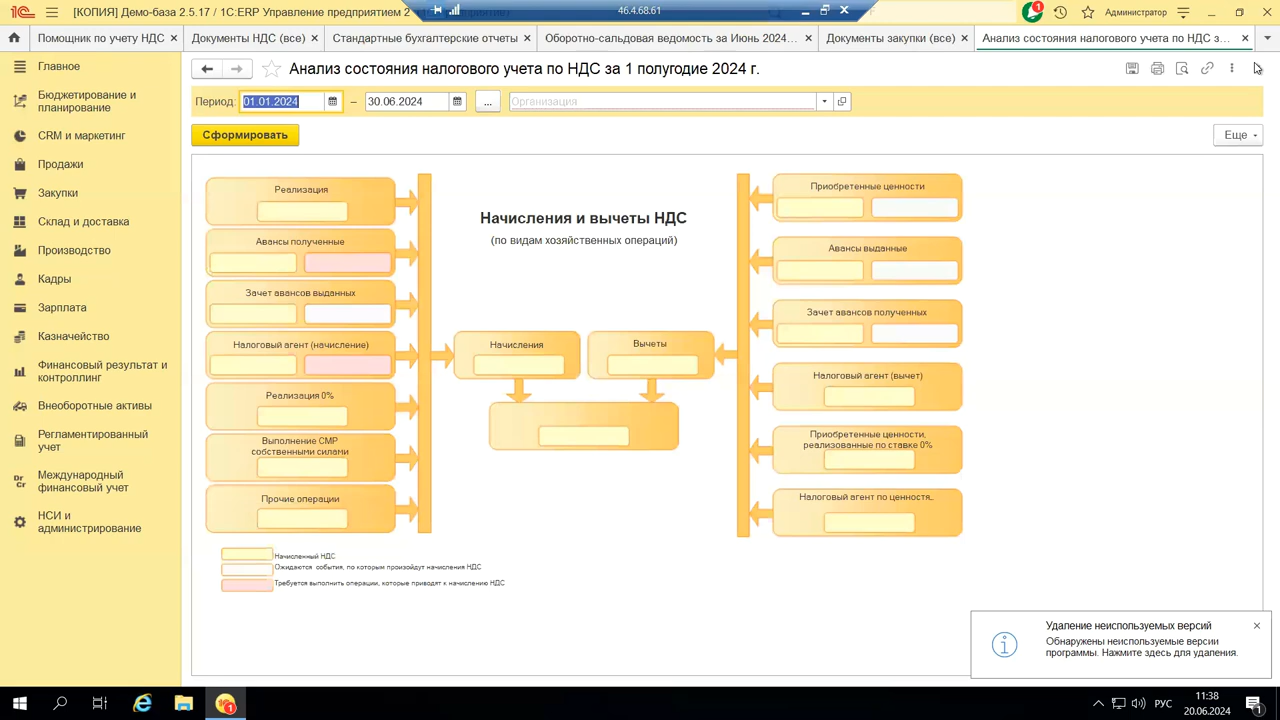 1С [КОПИЯ] Демо-база 2.5.17 / 1С:ERP Управление предприятием 2
46.4.68.61
1
Администратор
Помощник по учету НДС ×
Документы НДС (все) ×
Стандартные бухгалтерские отчеты ×
Оборотно-сальдовая ведомость за Июнь 2024... ×
Документы закупки (все) ×
Анализ состояния налогового учета по НДС з... ×
Главное
Бюджетирование и
планирование
CRM и маркетинг
Продажи
Закупки
Склад и доставка
Производство
Кадры
Зарплата
Казначейство
Финансовый результат и
контроллинг
Внеоборотные активы
Регламентированный
учет
Международный
финансовый учет
НСИ и
администрирование
Анализ состояния налогового учета по НДС за 1 полугодие 2024 г.
Период: 01.01.2024 – 30.06.2024 ... Организация
Сформировать
Еще
Реализация
Авансы полученные
Зачет авансов выданных
Налоговый агент (начисление)
Реализация 0%
Выполнение СМР
собственными силами
Прочие операции
Начисления и вычеты НДС
(по видам хозяйственных операций)
Начисления
Вычеты
Приобретенные ценности
Авансы выданные
Зачет авансов полученных
Налоговый агент (вычет)
Приобретенные ценности,
реализованные по ставке 0%
Налоговый агент по ценностя..
Начисленный НДС
Ожидаются события, по которым произойдут начисления НДС
Требуется выполнить операции, которые приводят к начислению НДС
Удаление неиспользуемых версий
Обнаружены неиспользуемые версии
программы. Нажмите здесь для удаления.
1
РУС
11:38
20.06.2024
1